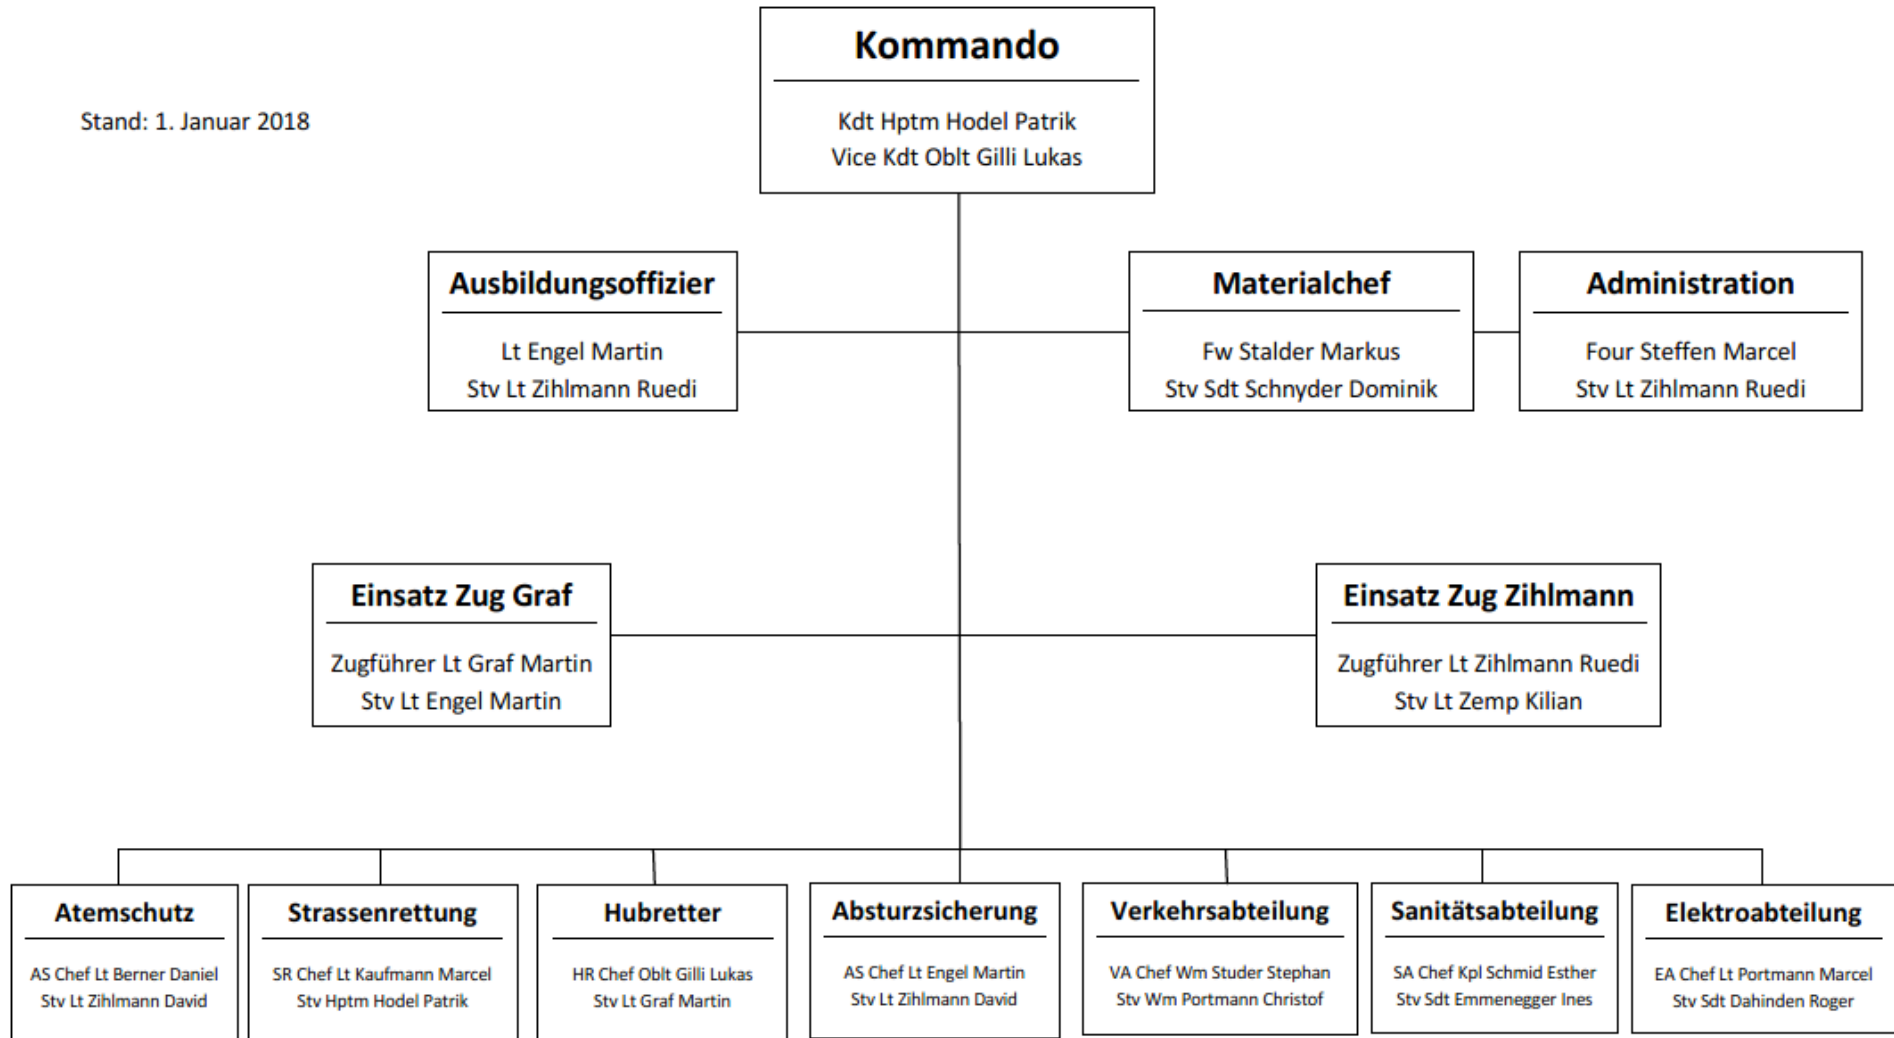 Kommando
Kdt Hptm Hodel Patrik
Vice Kdt Oblt Gilli Lukas
Stand: 1. Januar 2018
Ausbildungsoffizier
Lt Engel Martin
Stv Lt Zihlmann Ruedi
Materialchef
Fw Stalder Markus
Stv Sdt Schnyder Dominik
Administration
Four Steffen Marcel
Stv Lt Zihlmann Ruedi
Einsatz Zug Graf
Zugführer Lt Graf Martin
Stv Lt Engel Martin
Einsatz Zug Zihlmann
Zugführer Lt Zihlmann Ruedi
Stv Lt Zemp Kilian
Atemschutz
AS Chef Lt Berner Daniel
Stv Lt Zihlmann David
Strassenrettung
SR Chef Lt Kaufmann Marcel
Stv Hptm Hodel Patrik
Hubretter
HR Chef Oblt Gilli Lukas
Stv Lt Graf Martin
Absturzsicherung
AS Chef Lt Engel Martin
Stv Lt Zihlmann David
Verkehrsabteilung
VA Chef Wm Studer Stephan
Stv Wm Portmann Christof
Sanitätsabteilung
SA Chef Kpl Schmid Esther
Stv Sdt Emmenegger Ines
Elektroabteilung
EA Chef Lt Portmann Marcel
Stv Sdt Dahinden Roger